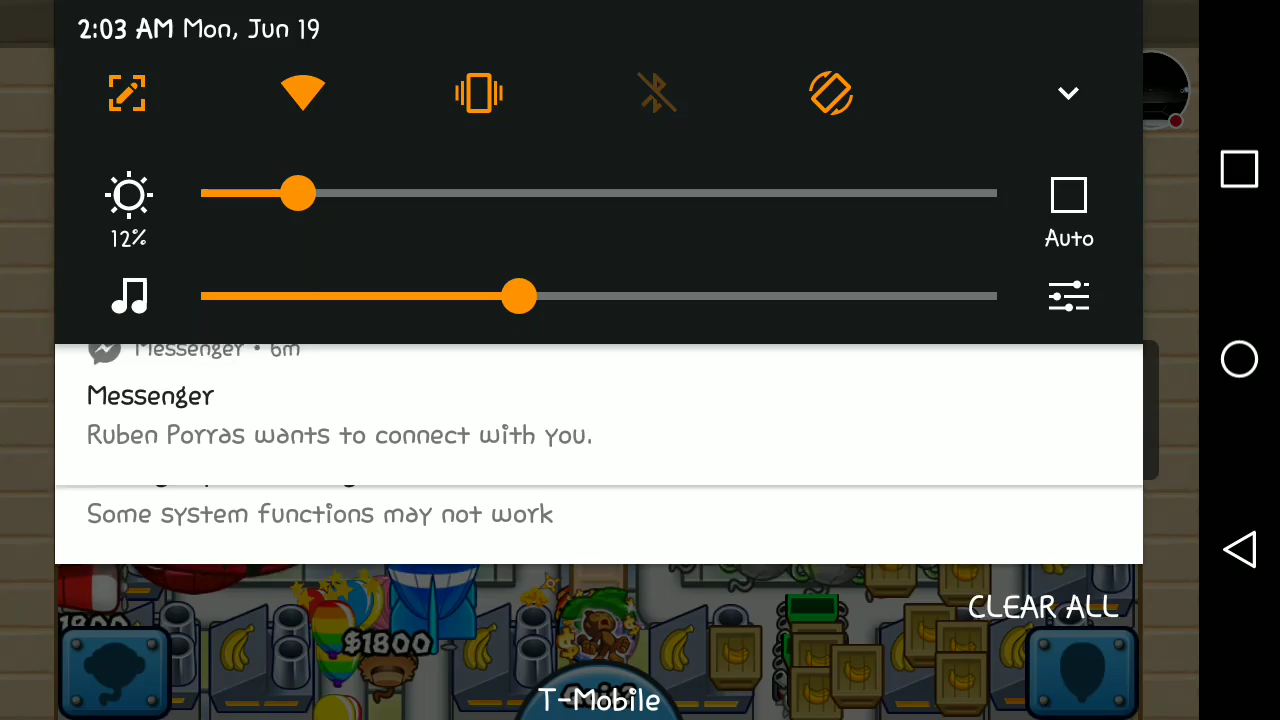 2:03 AM Mon, Jun 19
12%
Auto
Messenger • 6m
Messenger
Ruben Porras wants to connect with you.
Some system functions may not work
CLEAR ALL
$1800
T-Mobile